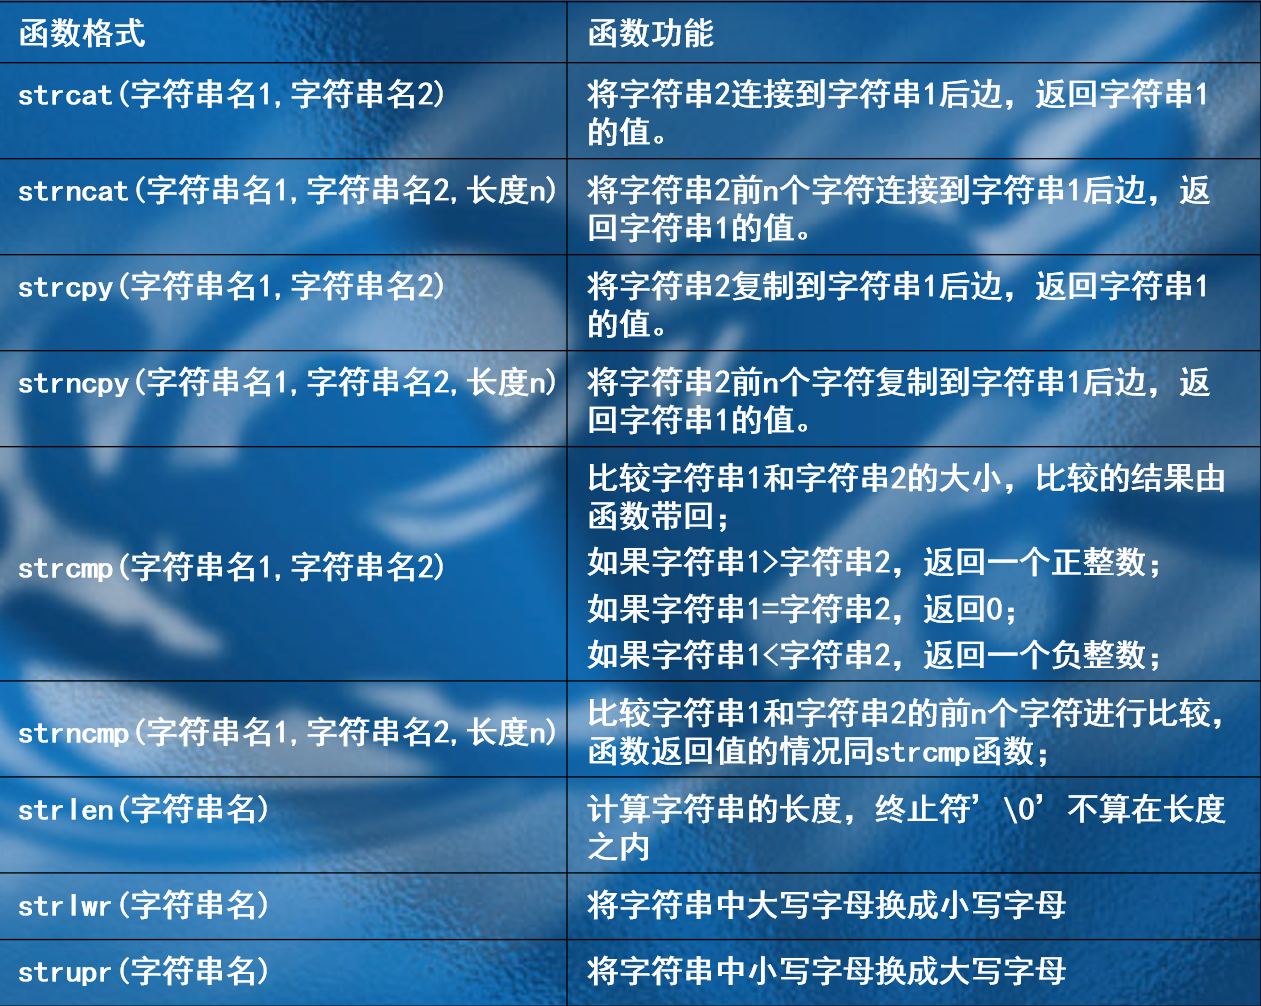 函数格式
函数功能
strcat(字符串名1,字符串名2)
将字符串2连接到字符串1后边，返回字符串1
的值。
strncat(字符串名1,字符串名2,长度n)
将字符串2前n个字符连接到字符串1后边，返
回字符串1的值。
strcpy(字符串名1,字符串名2)
将字符串2复制到字符串1后边，返回字符串1
的值。
strncpy(字符串名1,字符串名2,长度n)
将字符串2前n个字符复制到字符串1后边，返
回字符串1的值。
strcmp(字符串名1,字符串名2)
比较字符串1和字符串2的大小，比较的结果由
函数带回；
如果字符串1>字符串2，返回一个正整数；
如果字符串1=字符串2，返回0；
如果字符串1<字符串2，返回一个负整数；
strncmp(字符串名1,字符串名2,长度n)
比较字符串1和字符串2的前n个字符进行比较，
函数返回值的情况同strcmp函数；
strlen(字符串名)
计算字符串的长度，终止符’\0’不算在长度
之内
strlwr(字符串名)
将字符串中大写字母换成小写字母
strupr(字符串名)
将字符串中小写字母换成大写字母